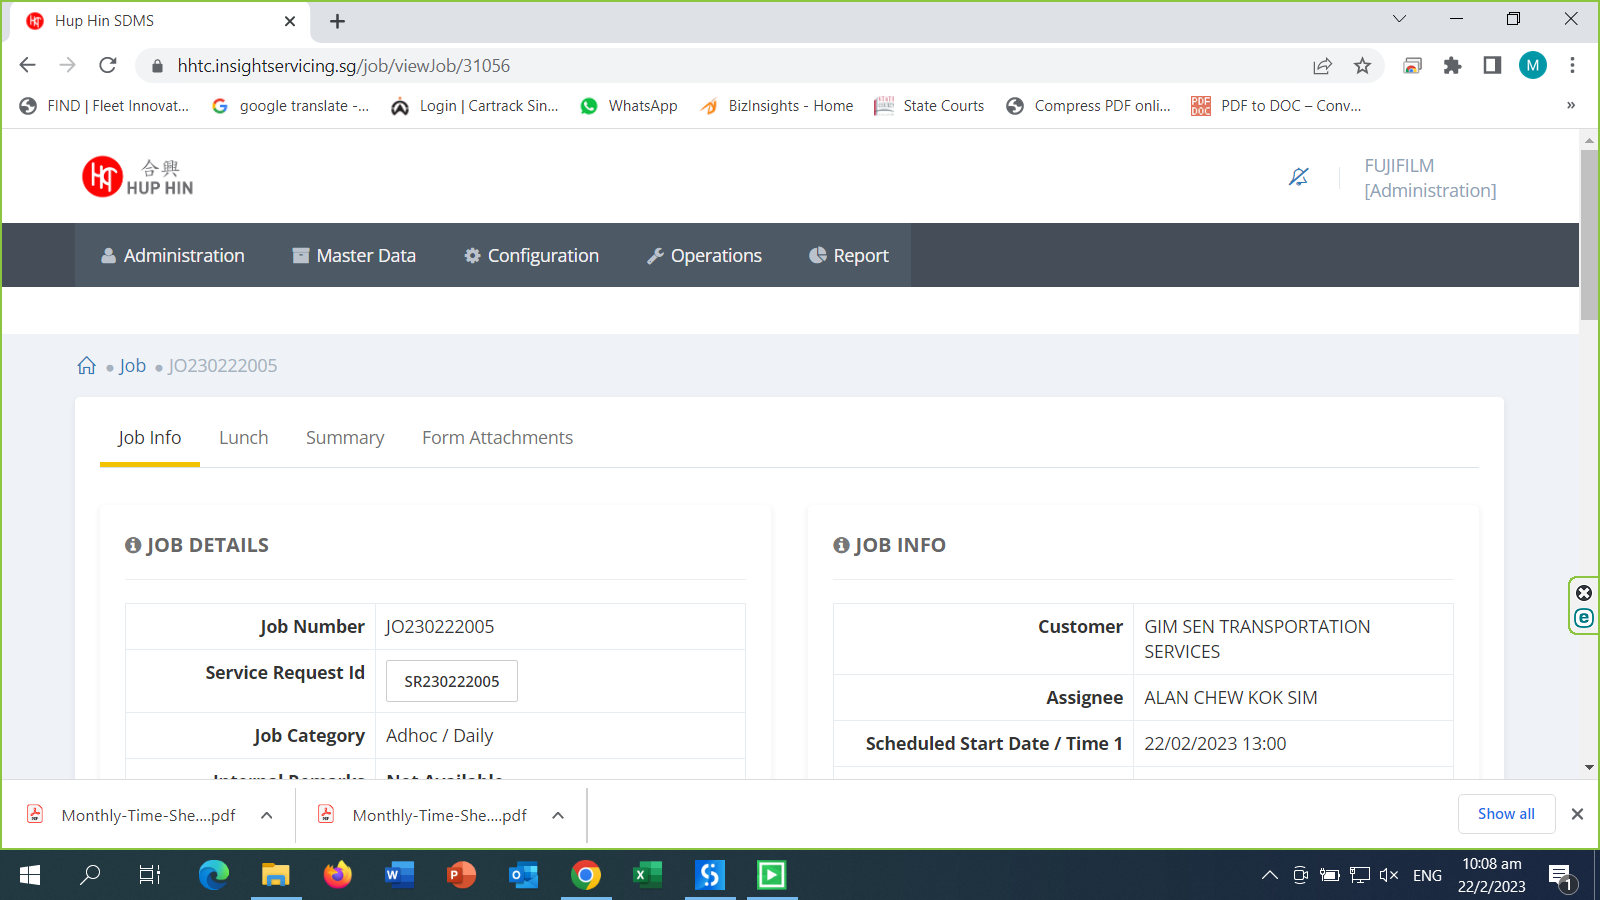 Hup Hin SDMS
hhtc.insightservicing.sg/job/viewJob/31056
M
FIND | Fleet Innovat...
google translate -...
Login | Cartrack Sin...
WhatsApp
BizInsights - Home
State Courts
Compress PDF onli...
PDF to DOC – Conv...
»
合興
HUP HIN
FUJIFILM
[Administration]
Administration
Master Data
Configuration
Operations
Report
Job
JO230222005
Job Info
Lunch
Summary
Form Attachments
JOB DETAILS
Job Number
JO230222005
Service Request Id
SR230222005
Job Category
Adhoc / Daily
Internal Remarks
Not Available
JOB INFO
Customer
GIM SEN TRANSPORTATION
SERVICES
Assignee
ALAN CHEW KOK SIM
Scheduled Start Date / Time 1
22/02/2023 13:00
Monthly-Time-She....pdf
Monthly-Time-She....pdf
Show all
ENG
10:08 am
22/2/2023
1